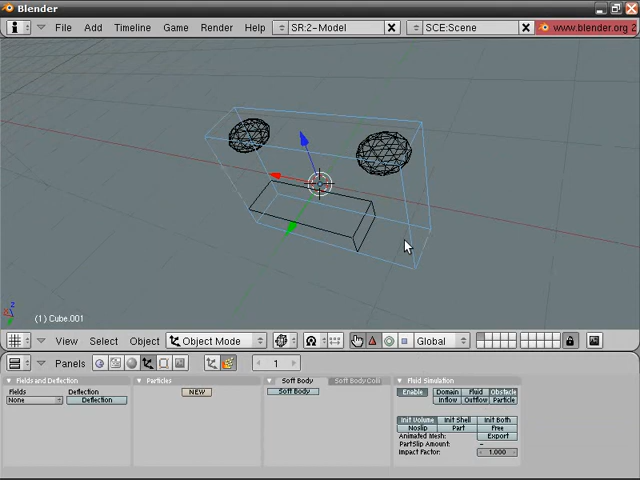 Blender
File Add Timeline Game Render Help SR:2-Model SCE:Scene www.blender.org 2
Z
(1) Cube.001
View Select Object Object Mode Global
Panels 1
Fields and Deflection Particles Soft Body Soft Body Colli Fluid Simulation
Fields Deflection NEW Soft Body Enable Domain Fluid Obstacle
None Deflection Inflow Outflow Particle
Init Volume Init Shell Init Both
Noslip Part Free
Animated Mesh: Export
PartSlip Amount: --
Impact Factor: 1.000